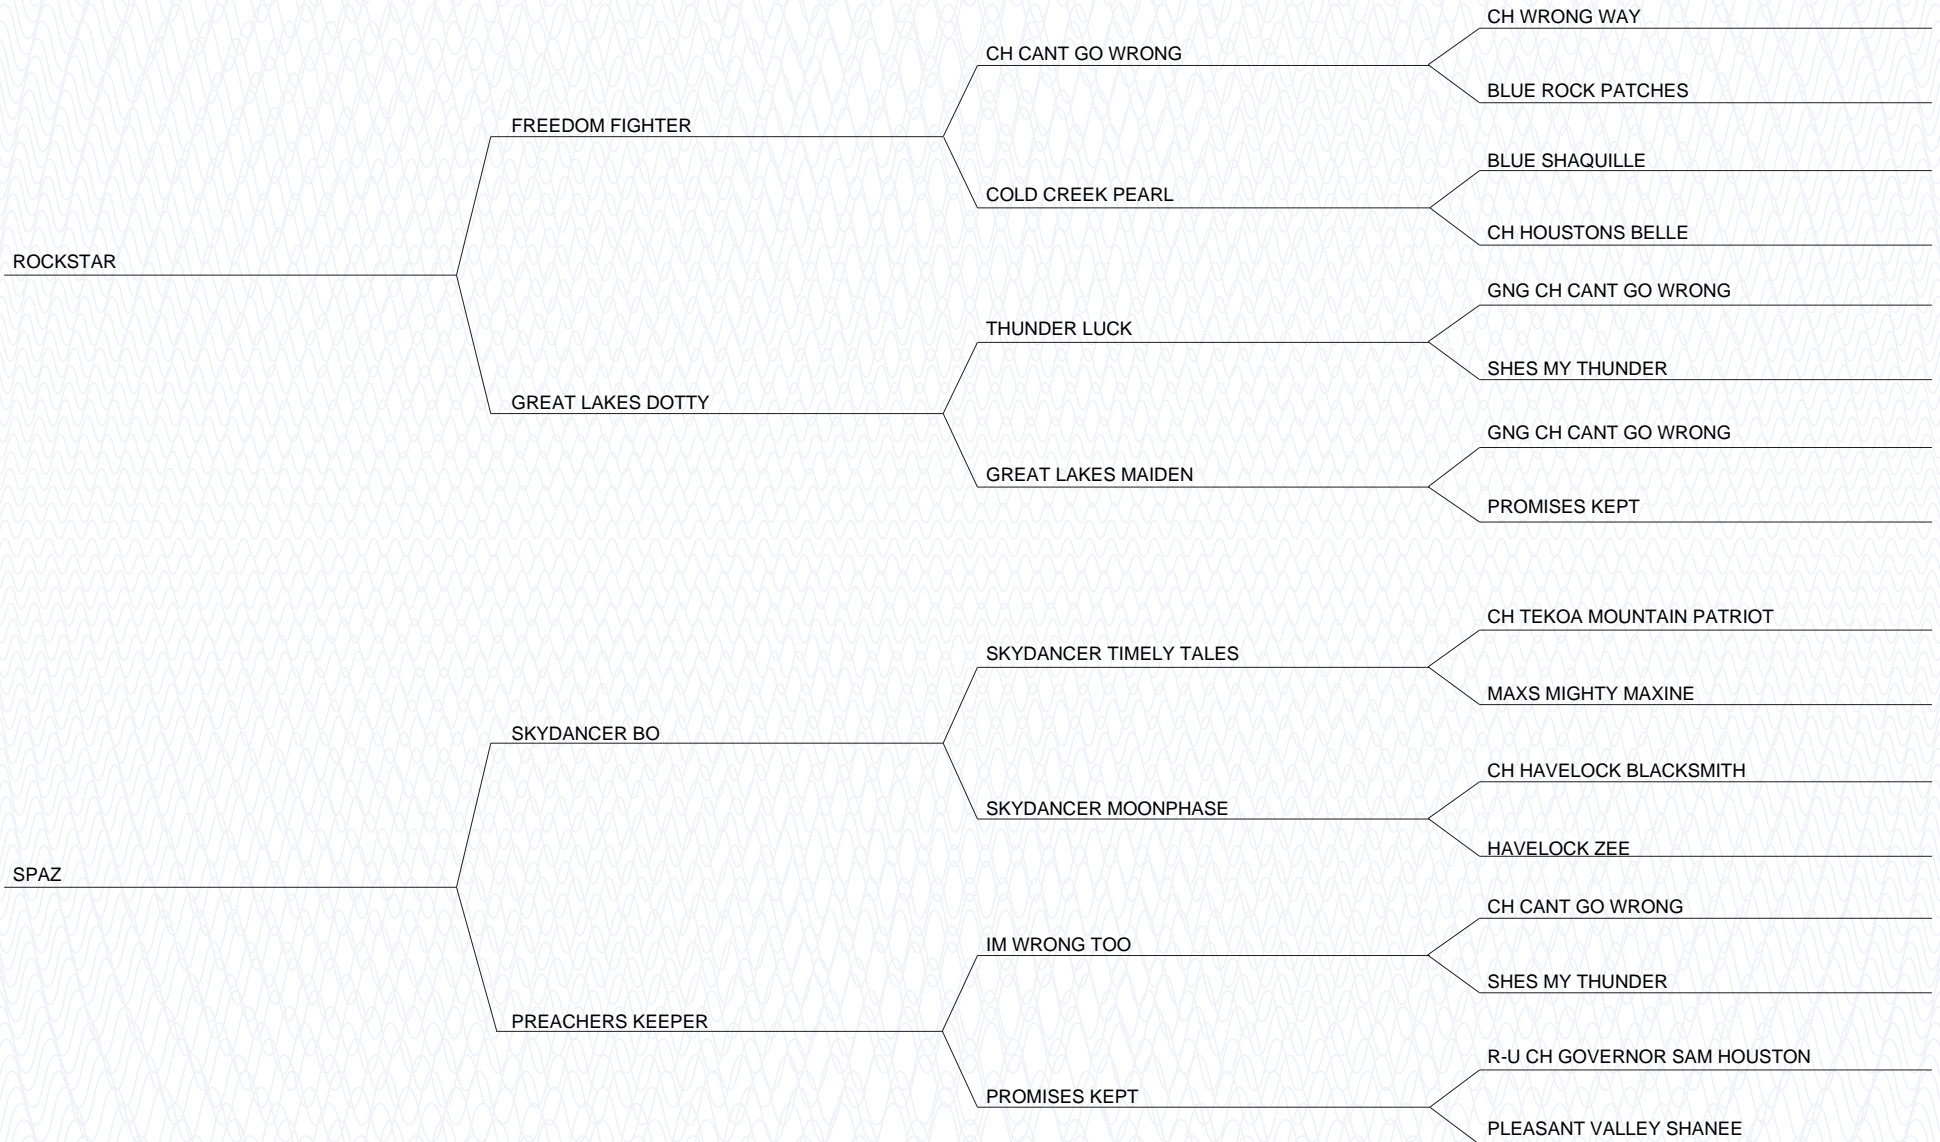 CH WRONG WAY
CH CANT GO WRONG
BLUE ROCK PATCHES
FREEDOM FIGHTER
BLUE SHAQUILLE
COLD CREEK PEARL
CH HOUSTONS BELLE
ROCKSTAR
GNG CH CANT GO WRONG
THUNDER LUCK
SHES MY THUNDER
GREAT LAKES DOTTY
GNG CH CANT GO WRONG
GREAT LAKES MAIDEN
PROMISES KEPT
CH TEKOA MOUNTAIN PATRIOT
SKYDANCER TIMELY TALES
MAXS MIGHTY MAXINE
SKYDANCER BO
CH HAVELOCK BLACKSMITH
SKYDANCER MOONPHASE
HAVELOCK ZEE
SPAZ
CH CANT GO WRONG
IM WRONG TOO
SHES MY THUNDER
PREACHERS KEEPER
R-U CH GOVERNOR SAM HOUSTON
PROMISES KEPT
PLEASANT VALLEY SHANEE